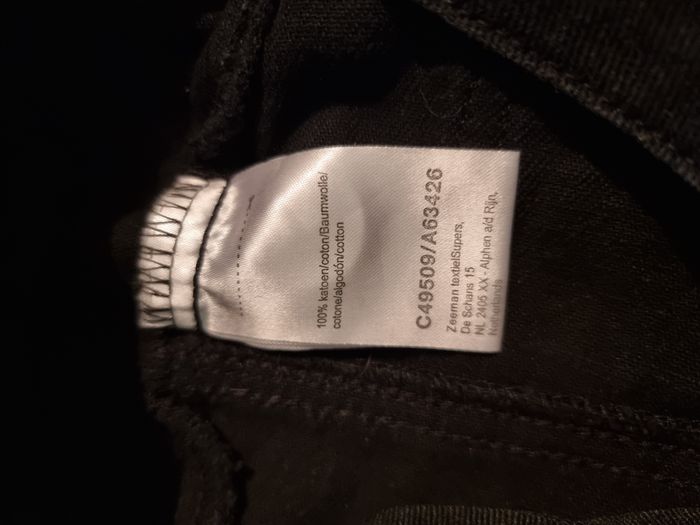 100% katoen/coton/Baumwolle/
cotone/algodón/cotton
C49509/A63426
Zeeman textielSupers,
De Schans 15
NL 2405 XX - Alphen a/d Rijn,
Netherlands